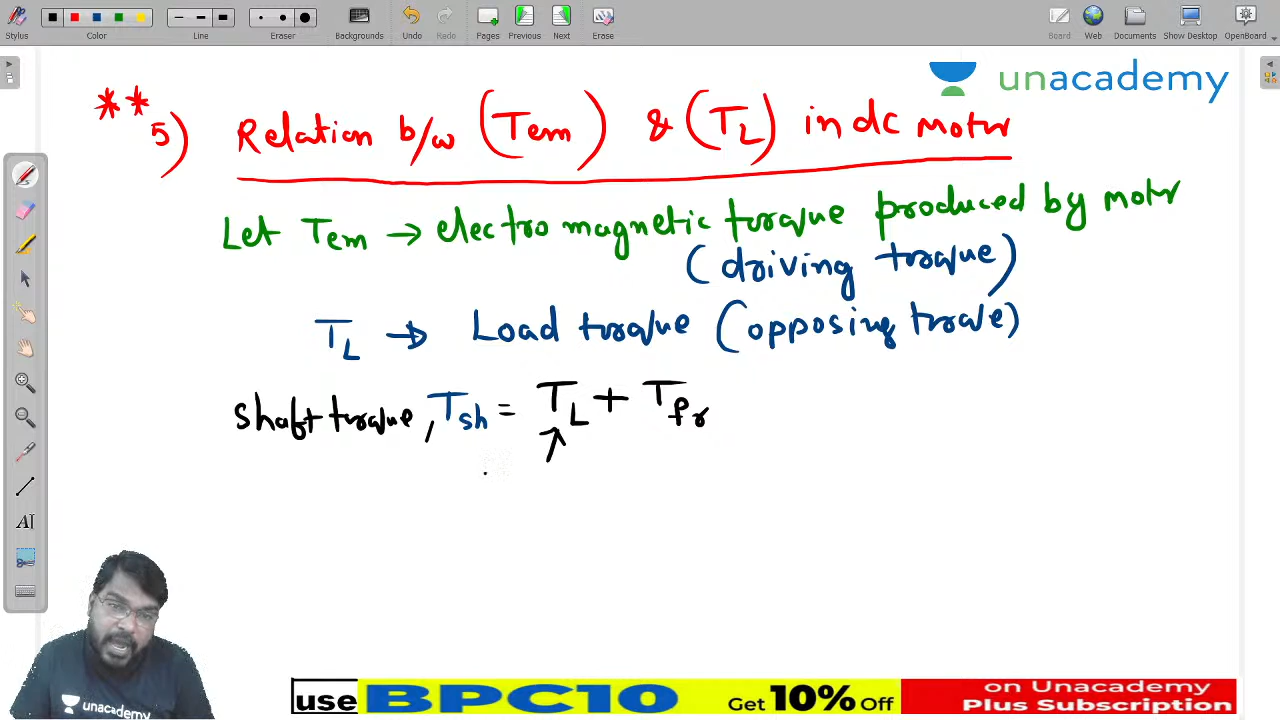 Stylus Color Line Eraser Backgrounds Undo Redo Pages Previous Next Erase Board Web Documents Show Desktop OpenBoard
unacademy
** 5) Relation b/w (Tem) & (TL) in dc motor
Let Tem → electro magnetic torque produced by motor
(driving torque)
TL → Load torque (opposing torque)
shaft torque, Tsh = TL + Tfr
AI
unacademy
use BPC10 Get 10% Off on Unacademy
Plus Subscription